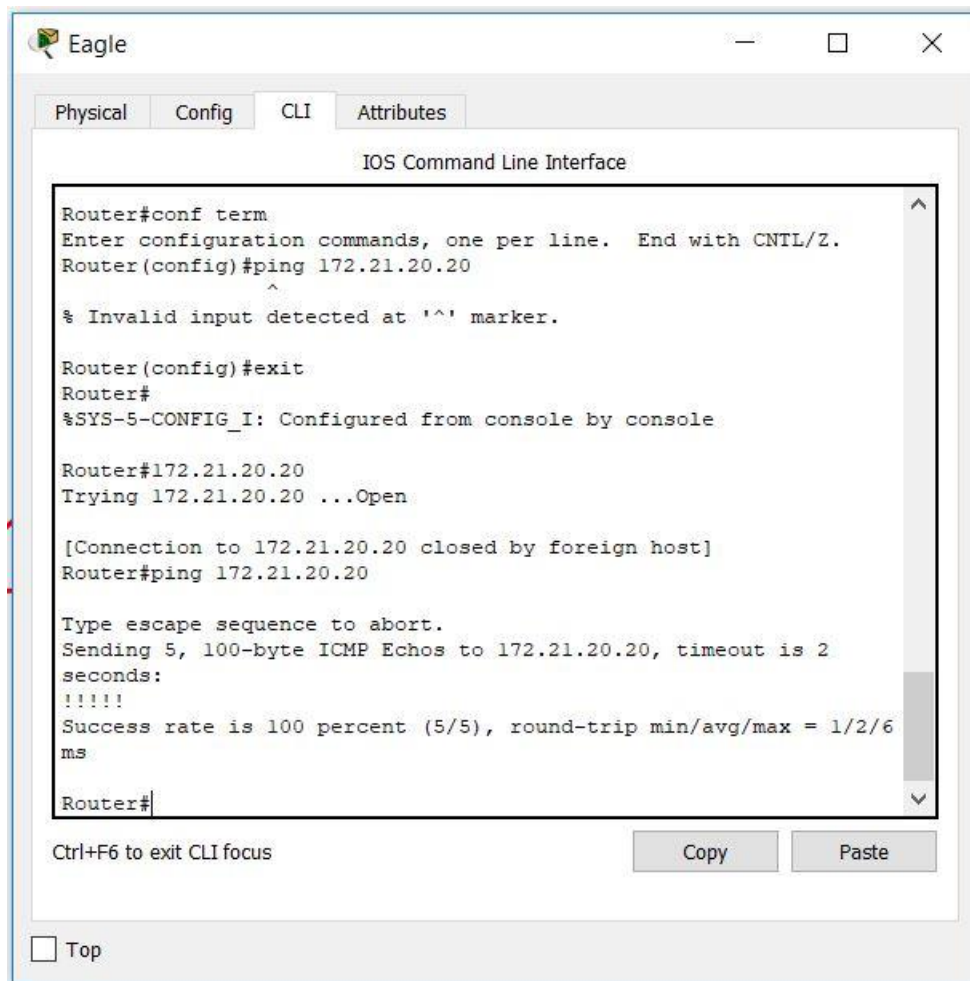 Eagle
Physical Config CLI Attributes
IOS Command Line Interface
Router#conf term
Enter configuration commands, one per line.  End with CNTL/Z.
Router(config)#ping 172.21.20.20
^
% Invalid input detected at '^' marker.
Router(config)#exit
Router#
%SYS-5-CONFIG_I: Configured from console by console
Router#172.21.20.20
Trying 172.21.20.20 ...Open
[Connection to 172.21.20.20 closed by foreign host]
Router#ping 172.21.20.20
Type escape sequence to abort.
Sending 5, 100-byte ICMP Echos to 172.21.20.20, timeout is 2
seconds:
!!!!!
Success rate is 100 percent (5/5), round-trip min/avg/max = 1/2/6
ms
Router#
Ctrl+F6 to exit CLI focus Copy Paste
Top